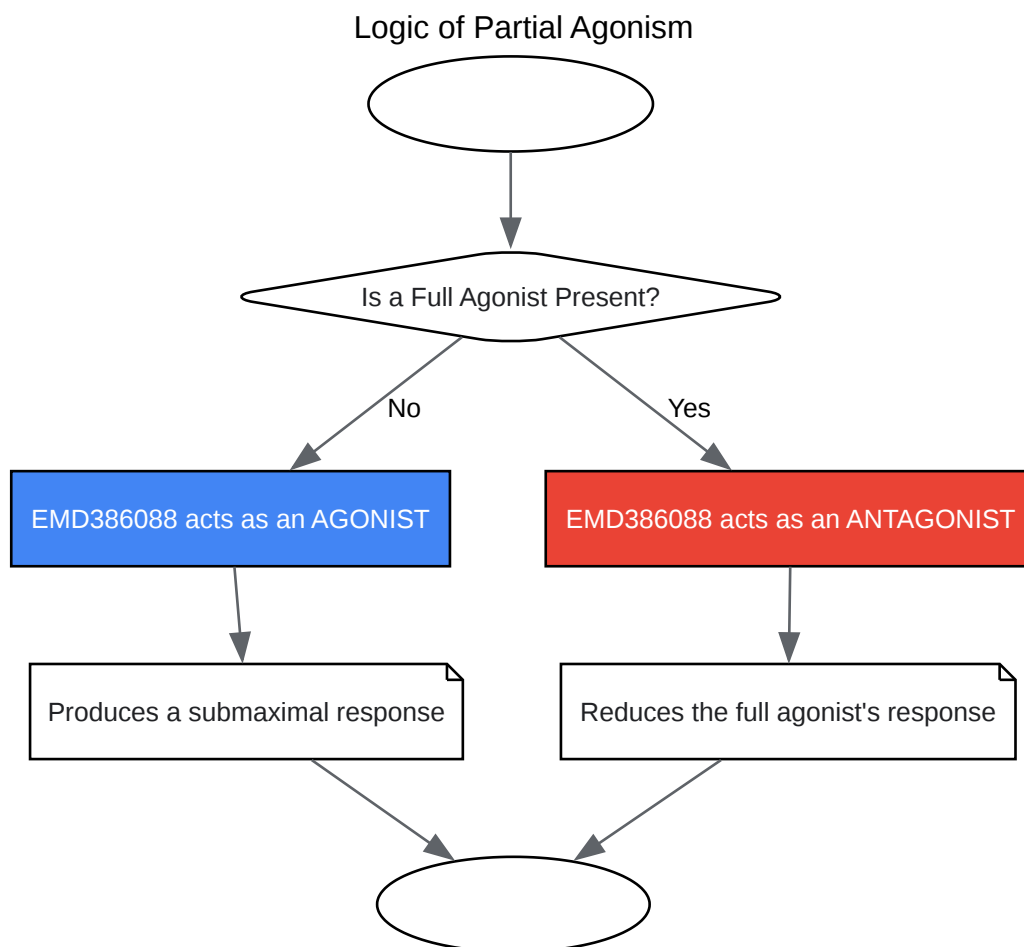 Logic of Partial Agonism
Is a Full Agonist Present?
No
Yes
EMD386088 acts as an AGONIST
EMD386088 acts as an ANTAGONIST
Produces a submaximal response
Reduces the full agonist's response